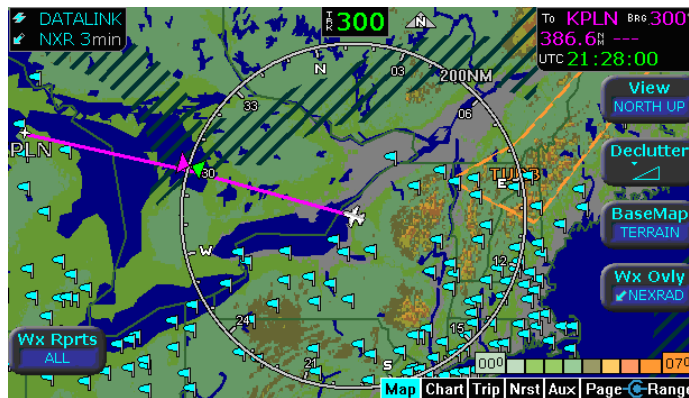 DATALINK
NXR 3min
TRK 300
N
To KPLN BRG 300°
386.6NM ---
UTC 21:28:00
200NM
N
03
33
06
View
NORTH UP
Declutter
PLN
30
E
BaseMap
TERRAIN
W
12
Wx Ovly
NEXRAD
24
15
21
S
Wx Rprts
ALL
00⁰
07⁰
Map Chart Trip Nrst Aux Page Range